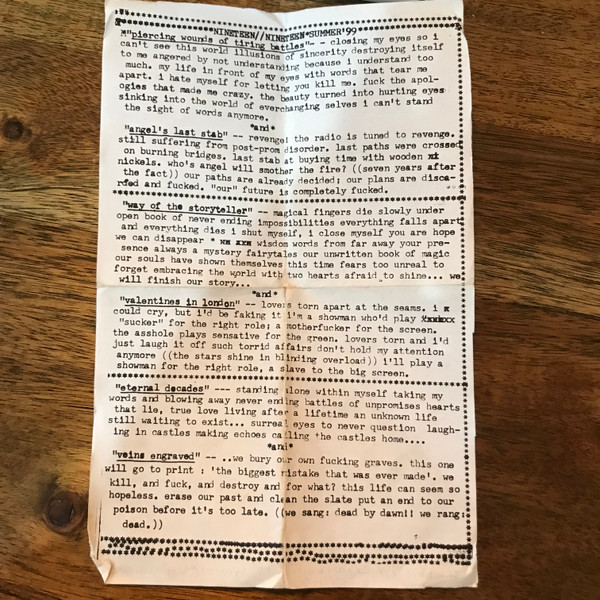 *NINETEEN//NINETEEN*SUMMER'99
"piercing wounds of tiring battles"- - closing my eyes so i
can't see this world illusions of sincerity destroying itself
to me angered by not understanding because i understand too
much. my life in front of my eyes with words that tear me
apart. i hate myself for letting you kill me. fuck the apol-
ogies that made me crazy. the beauty turned into hurting eyes
sinking into the world of everchanging selves i can't stand
the sight of words anymore.
*and*
"angel's last stab" -- revenge! the radio is tuned to revenge.
still suffering from post-prom disorder. last paths were crossed
on burning bridges. last stab at buying time with wooden
nickels. who's angel will smother the fire? ((seven years after
the fact)) our paths are already decided; our plans are disca-
rded and fucked. "our" future is completely fucked.
"way of the storyteller" -- magical fingers die slowly under
open book of never ending impossibilities everything falls apart
and everything dies i shut myself, i close myself you are hope
we can disappear * xx xxx wisdom words from far away your pre-
sence always a mystery fairytales our unwritten book of magic
our souls have shown themselves this time fears too unreal to
forget embracing the world with two hearts afraid to shine... we
will finish our story...
*and*
"valentines in london" -- lovers torn apart at the seams. i x
could cry, but i'd be faking it i'm a showman who'd play
"sucker" for the right role; a motherfucker for the screen.
the asshole plays sensative for the green. lovers torn and i'd
just laugh it off such torrid affairs don't hold my attention
anymore ((the stars shine in blinding overload)) i'll play a
showman for the right role, a slave to the big screen.
"eternal decades" --- standing alone within myself taking my
words and blowing away never ending battles of unpromises hearts
that lie, true love living after a lifetime an unknown life
still waiting to exist... surreal eyes to never question laugh-
ing in castles making echoes calling the castles home....
*and*
"veins engraved" -- ..we bury our own fucking graves. this one
will go to print : 'the biggest mistake that was ever made'. we
kill, and fuck, and destroy and for what? this life can seem so
hopeless. erase our past and clean the slate put an end to our
poison before it's too late. ((we sang: dead by dawn!! we rang:
dead.))